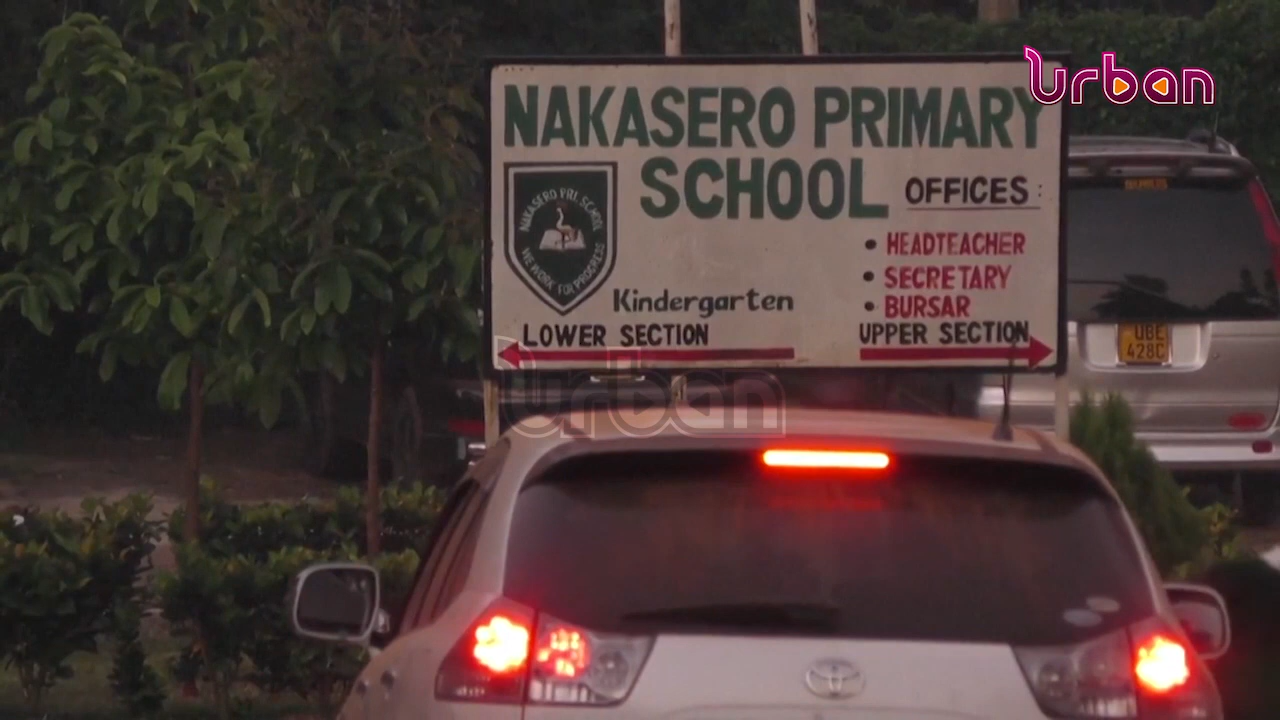 urban
NAKASERO PRIMARY
SCHOOL
OFFICES :
• HEADTEACHER
• SECRETARY
• BURSAR
NAKASERO PRI. SCHOOL
WE WORK FOR PROGRESS
Kindergarten
LOWER SECTION
UPPER SECTION
UBE
428C
urban